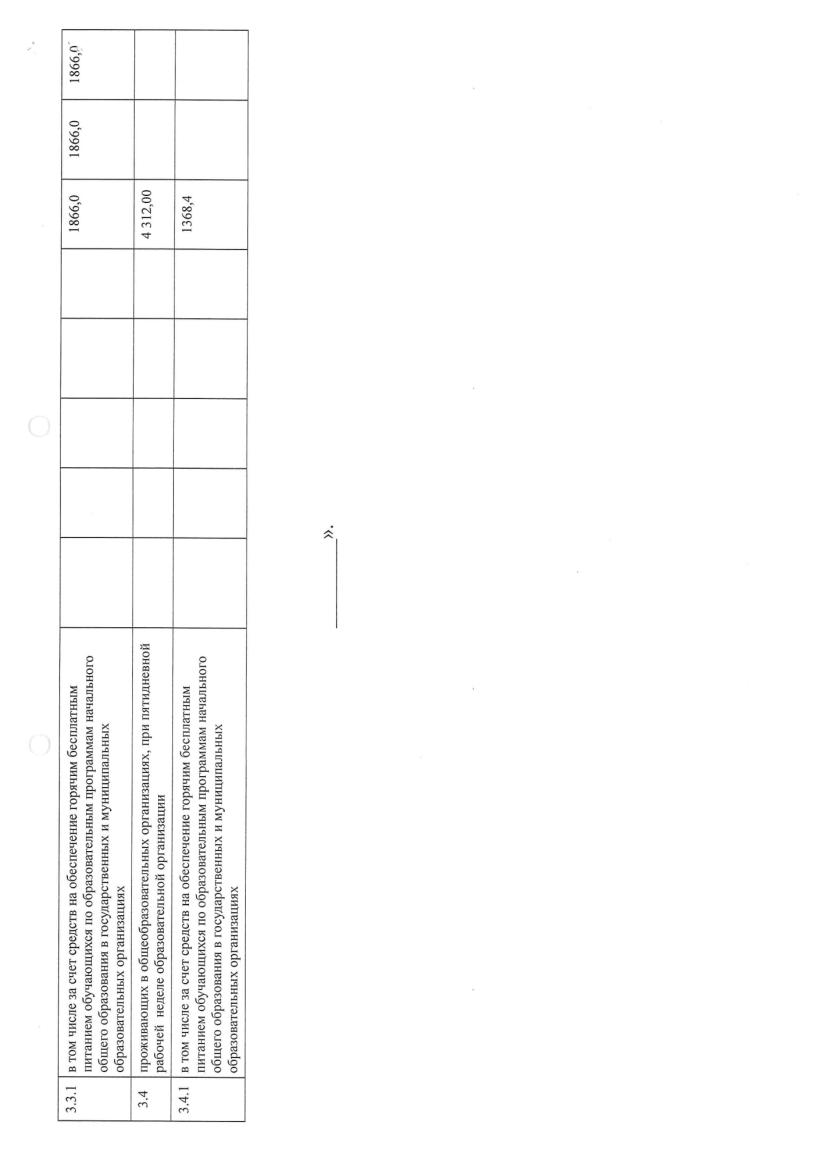 3.3.1 в том числе за счет средств на обеспечение горячим бесплатным 1866,0 1866,0 1866,0
питанием обучающихся по образовательным программам начального
общего образования в государственных и муниципальных
образовательных организациях
3.4 проживающих в общеобразовательных организациях, при пятидневной 4 312,00
рабочей неделе образовательной организации
3.4.1 в том числе за счет средств на обеспечение горячим бесплатным 1368,4
питанием обучающихся по образовательным программам начального
общего образования в государственных и муниципальных
образовательных организациях
».